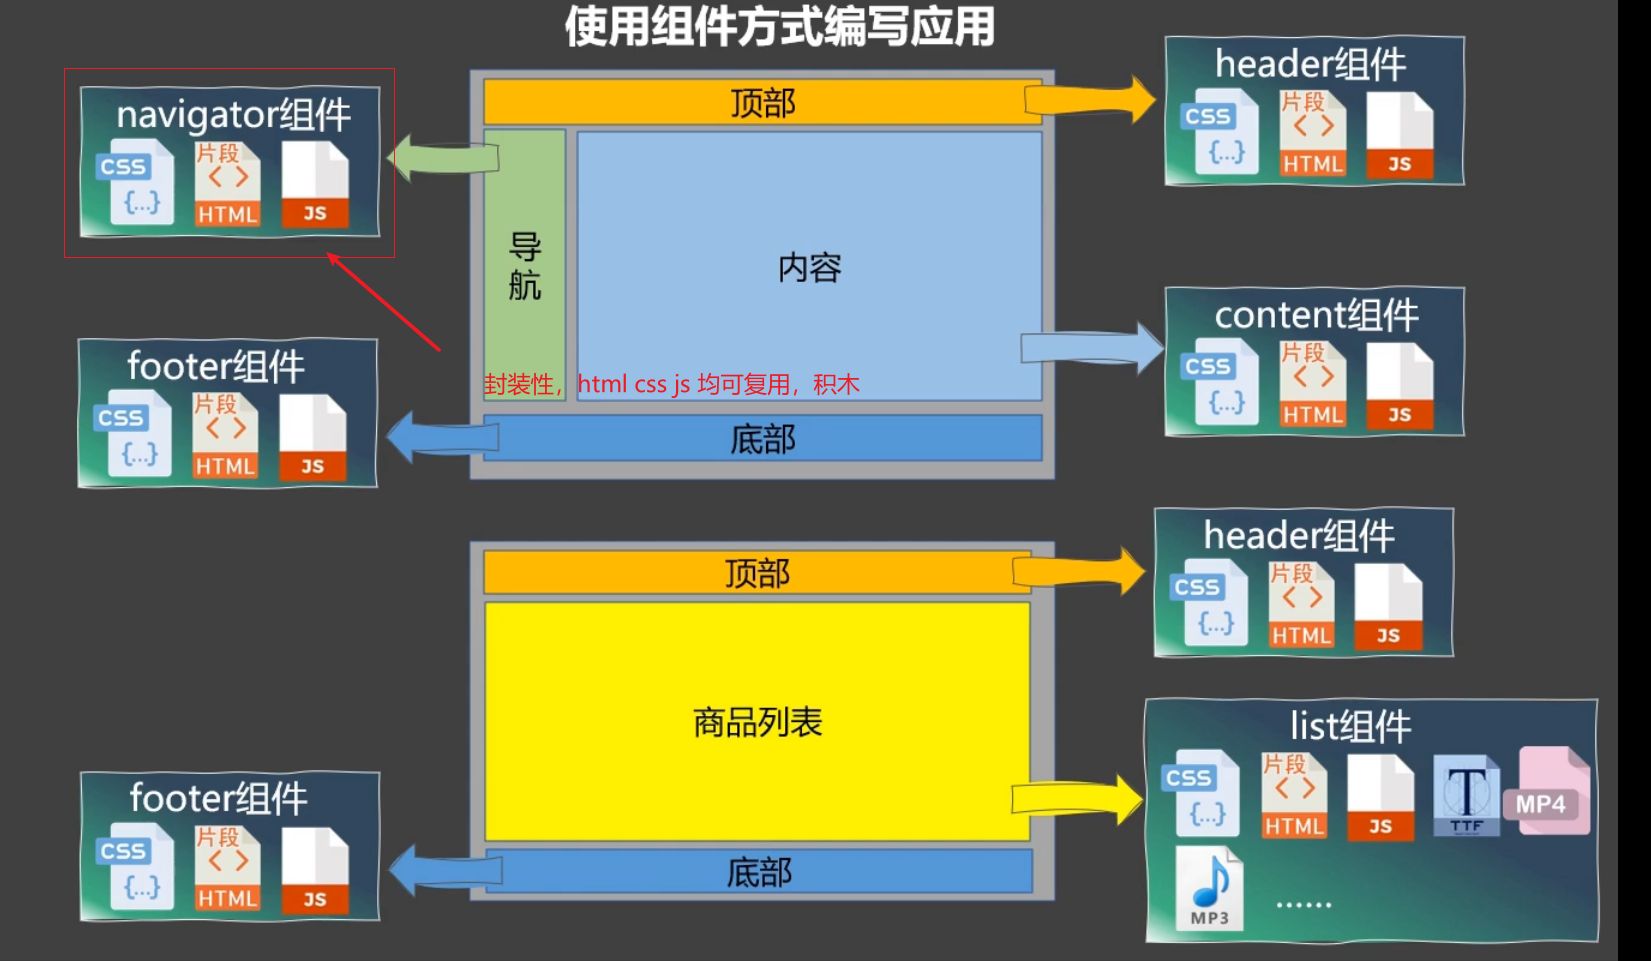 使用组件方式编写应用
navigator组件
CSS
{...}
片段
< >
HTML
JS
顶部
header组件
CSS
{...}
片段
< >
HTML
JS
导航
内容
封装性，html css js 均可复用，积木
底部
footer组件
CSS
{...}
片段
< >
HTML
JS
content组件
CSS
{...}
片段
< >
HTML
JS
顶部
header组件
CSS
{...}
片段
< >
HTML
JS
商品列表
list组件
CSS
{...}
片段
< >
HTML
JS
T
TTF
MP4
MP3
......
底部
footer组件
CSS
{...}
片段
< >
HTML
JS